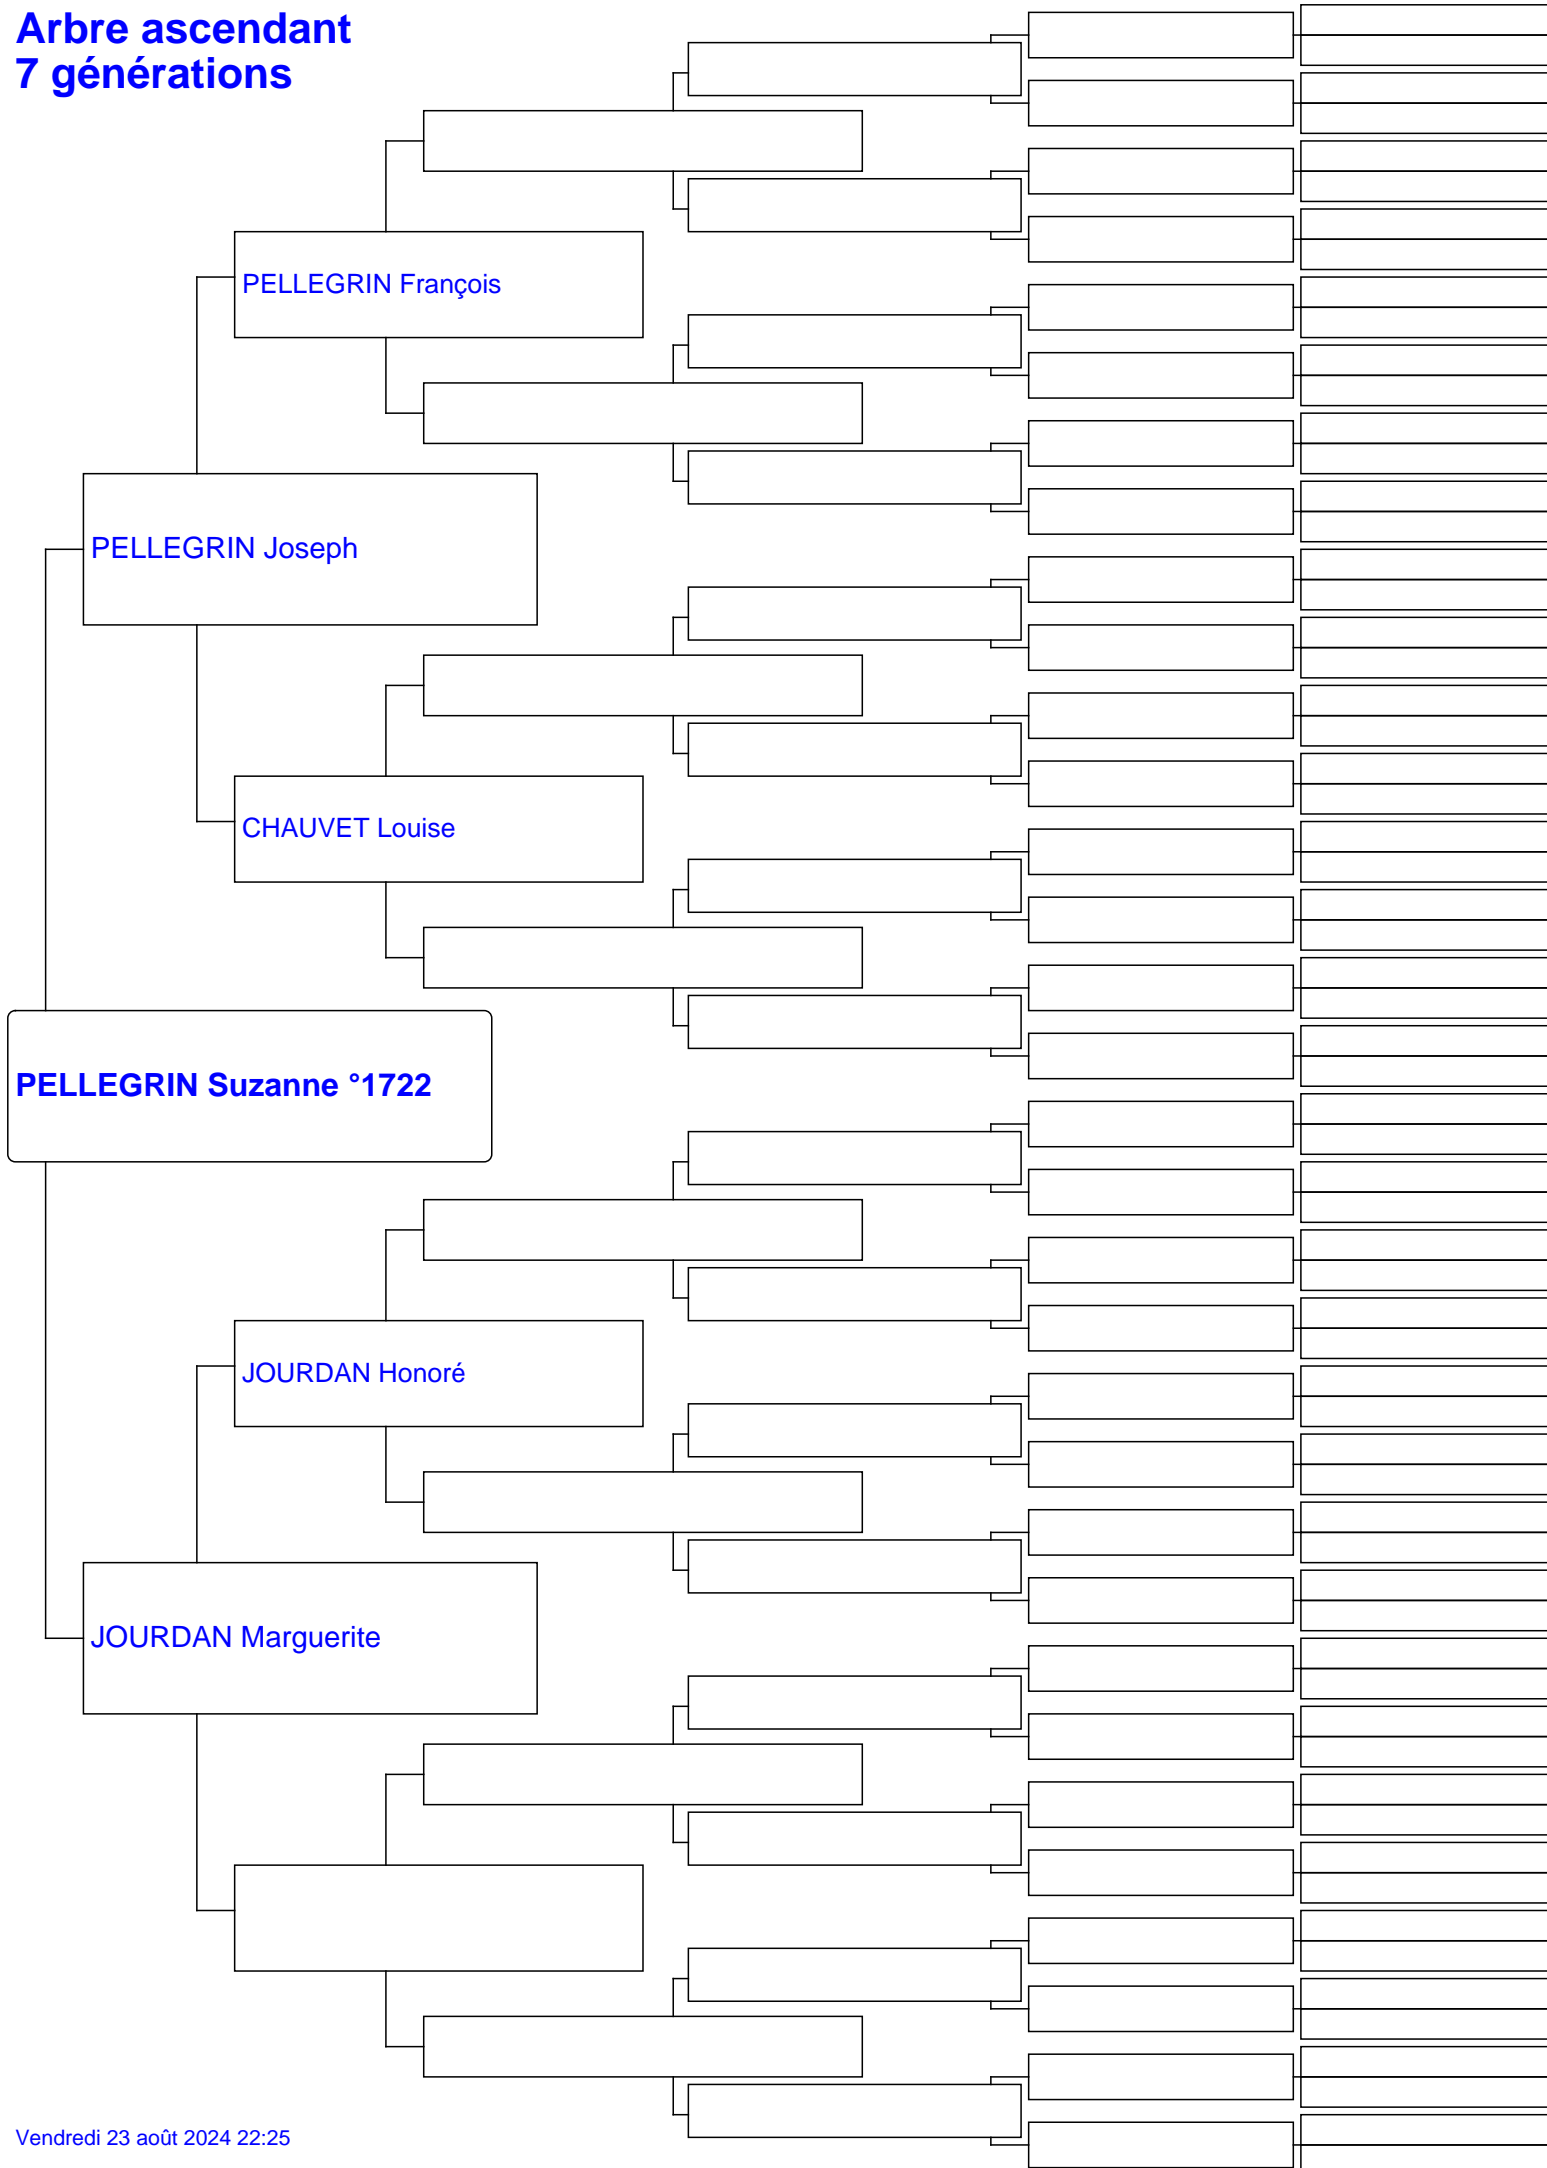 Arbre ascendant
7 générations
PELLEGRIN François
PELLEGRIN Joseph
CHAUVET Louise
PELLEGRIN Suzanne °1722
JOURDAN Honoré
JOURDAN Marguerite
Vendredi 23 août 2024 22:25